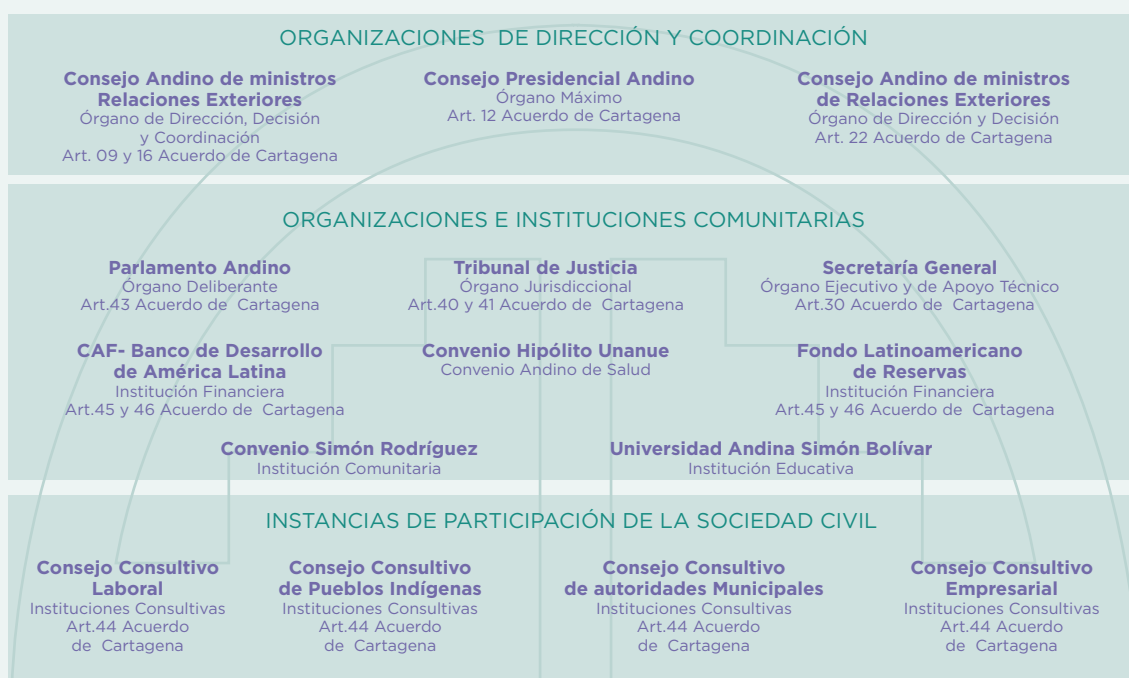 ORGANIZACIONES DE DIRECCIÓN Y COORDINACIÓN
Consejo Andino de ministros
Relaciones Exteriores
Órgano de Dirección, Decisión
y Coordinación
Art. 09 y 16 Acuerdo de Cartagena
Consejo Presidencial Andino
Órgano Máximo
Art. 12 Acuerdo de Cartagena
Consejo Andino de ministros
de Relaciones Exteriores
Órgano de Dirección y Decisión
Art. 22 Acuerdo de Cartagena
ORGANIZACIONES E INSTITUCIONES COMUNITARIAS
Parlamento Andino
Órgano Deliberante
Art.43 Acuerdo de Cartagena
Tribunal de Justicia
Órgano Jurisdiccional
Art.40 y 41 Acuerdo de Cartagena
Secretaría General
Órgano Ejecutivo y de Apoyo Técnico
Art.30 Acuerdo de Cartagena
CAF- Banco de Desarrollo
de América Latina
Institución Financiera
Art.45 y 46 Acuerdo de Cartagena
Convenio Hipólito Unanue
Convenio Andino de Salud
Fondo Latinoamericano
de Reservas
Institución Financiera
Art.45 y 46 Acuerdo de Cartagena
Convenio Simón Rodríguez
Institución Comunitaria
Universidad Andina Simón Bolívar
Institución Educativa
INSTANCIAS DE PARTICIPACIÓN DE LA SOCIEDAD CIVIL
Consejo Consultivo
Laboral
Instituciones Consultivas
Art.44 Acuerdo
de Cartagena
Consejo Consultivo
de Pueblos Indígenas
Instituciones Consultivas
Art.44 Acuerdo
de Cartagena
Consejo Consultivo
de autoridades Municipales
Instituciones Consultivas
Art.44 Acuerdo
de Cartagena
Consejo Consultivo
Empresarial
Instituciones Consultivas
Art.44 Acuerdo
de Cartagena